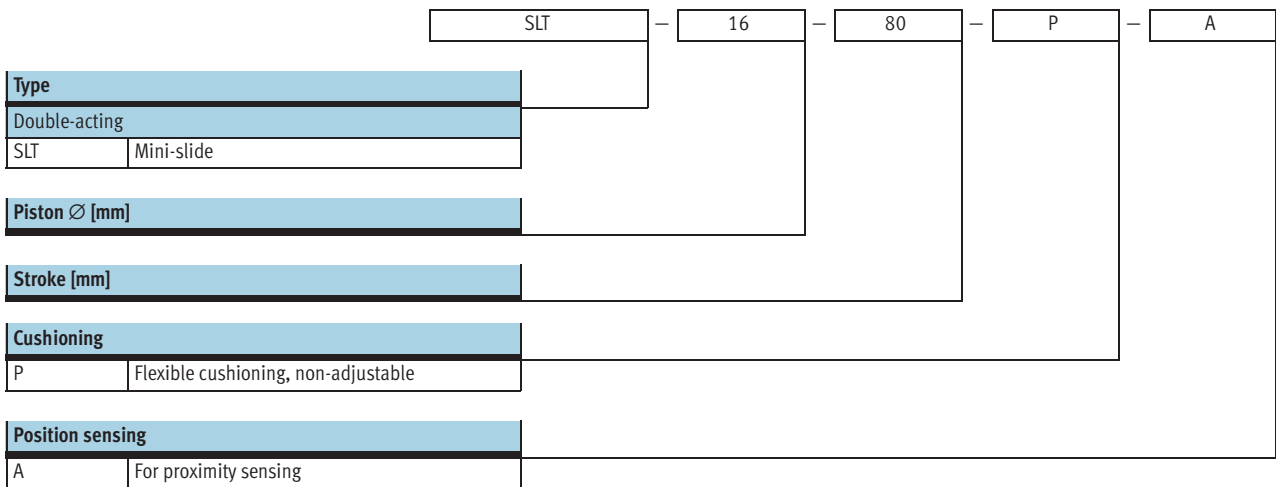 SLT – 16 – 80 – P – A
Type
Double-acting
SLT Mini-slide
Piston ∅ [mm]
Stroke [mm]
Cushioning
P Flexible cushioning, non-adjustable
Position sensing
A For proximity sensing